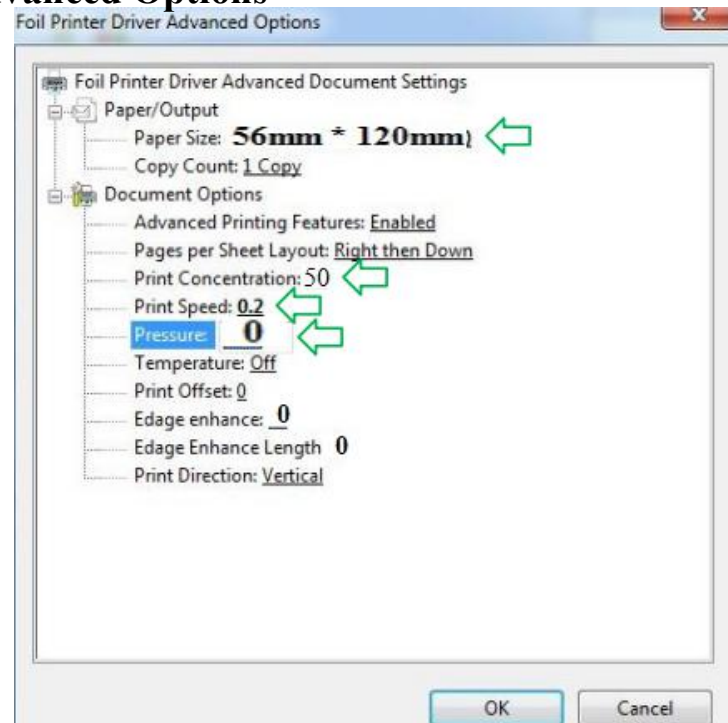 Advanced Options
Foil Printer Driver Advanced Options
Foil Printer Driver Advanced Document Settings
Paper/Output
Paper Size: 56mm * 120mm)
Copy Count: 1 Copy
Document Options
Advanced Printing Features: Enabled
Pages per Sheet Layout: Right then Down
Print Concentration: 50
Print Speed: 0.2
Pressure: 0
Temperature: Off
Print Offset: 0
Edage enhance: 0
Edage Enhance Length 0
Print Direction: Vertical
OK Cancel